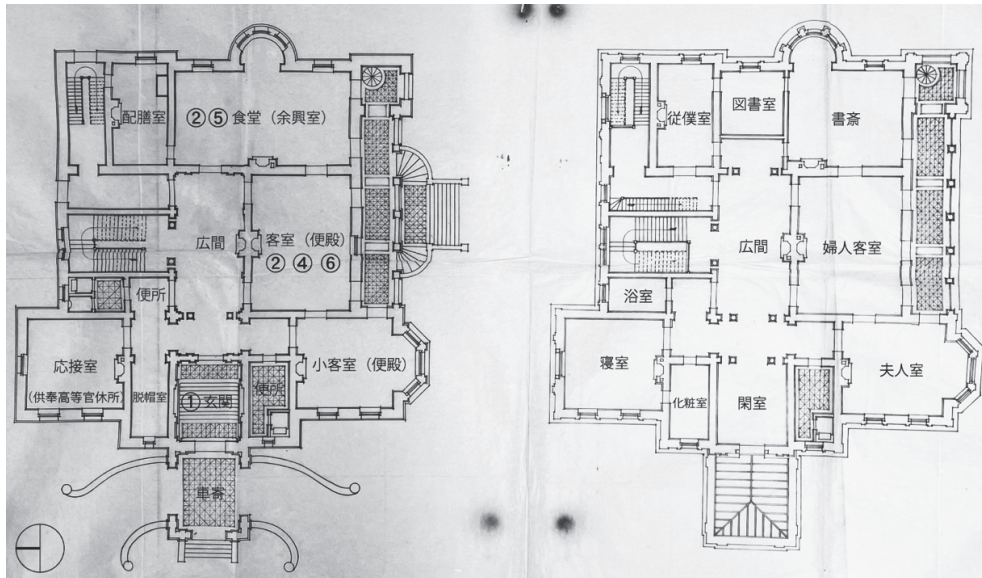 配膳室
②⑤ 食堂（余興室）
広間
客室（便殿）
② ④ ⑥
便所
応接室
（供奉高等官休所）
脱帽室
① 玄関
便所
小客室（便殿）
車寄
従僕室
図書室
書斎
広間
婦人客室
浴室
寝室
化粧室
閑室
夫人室